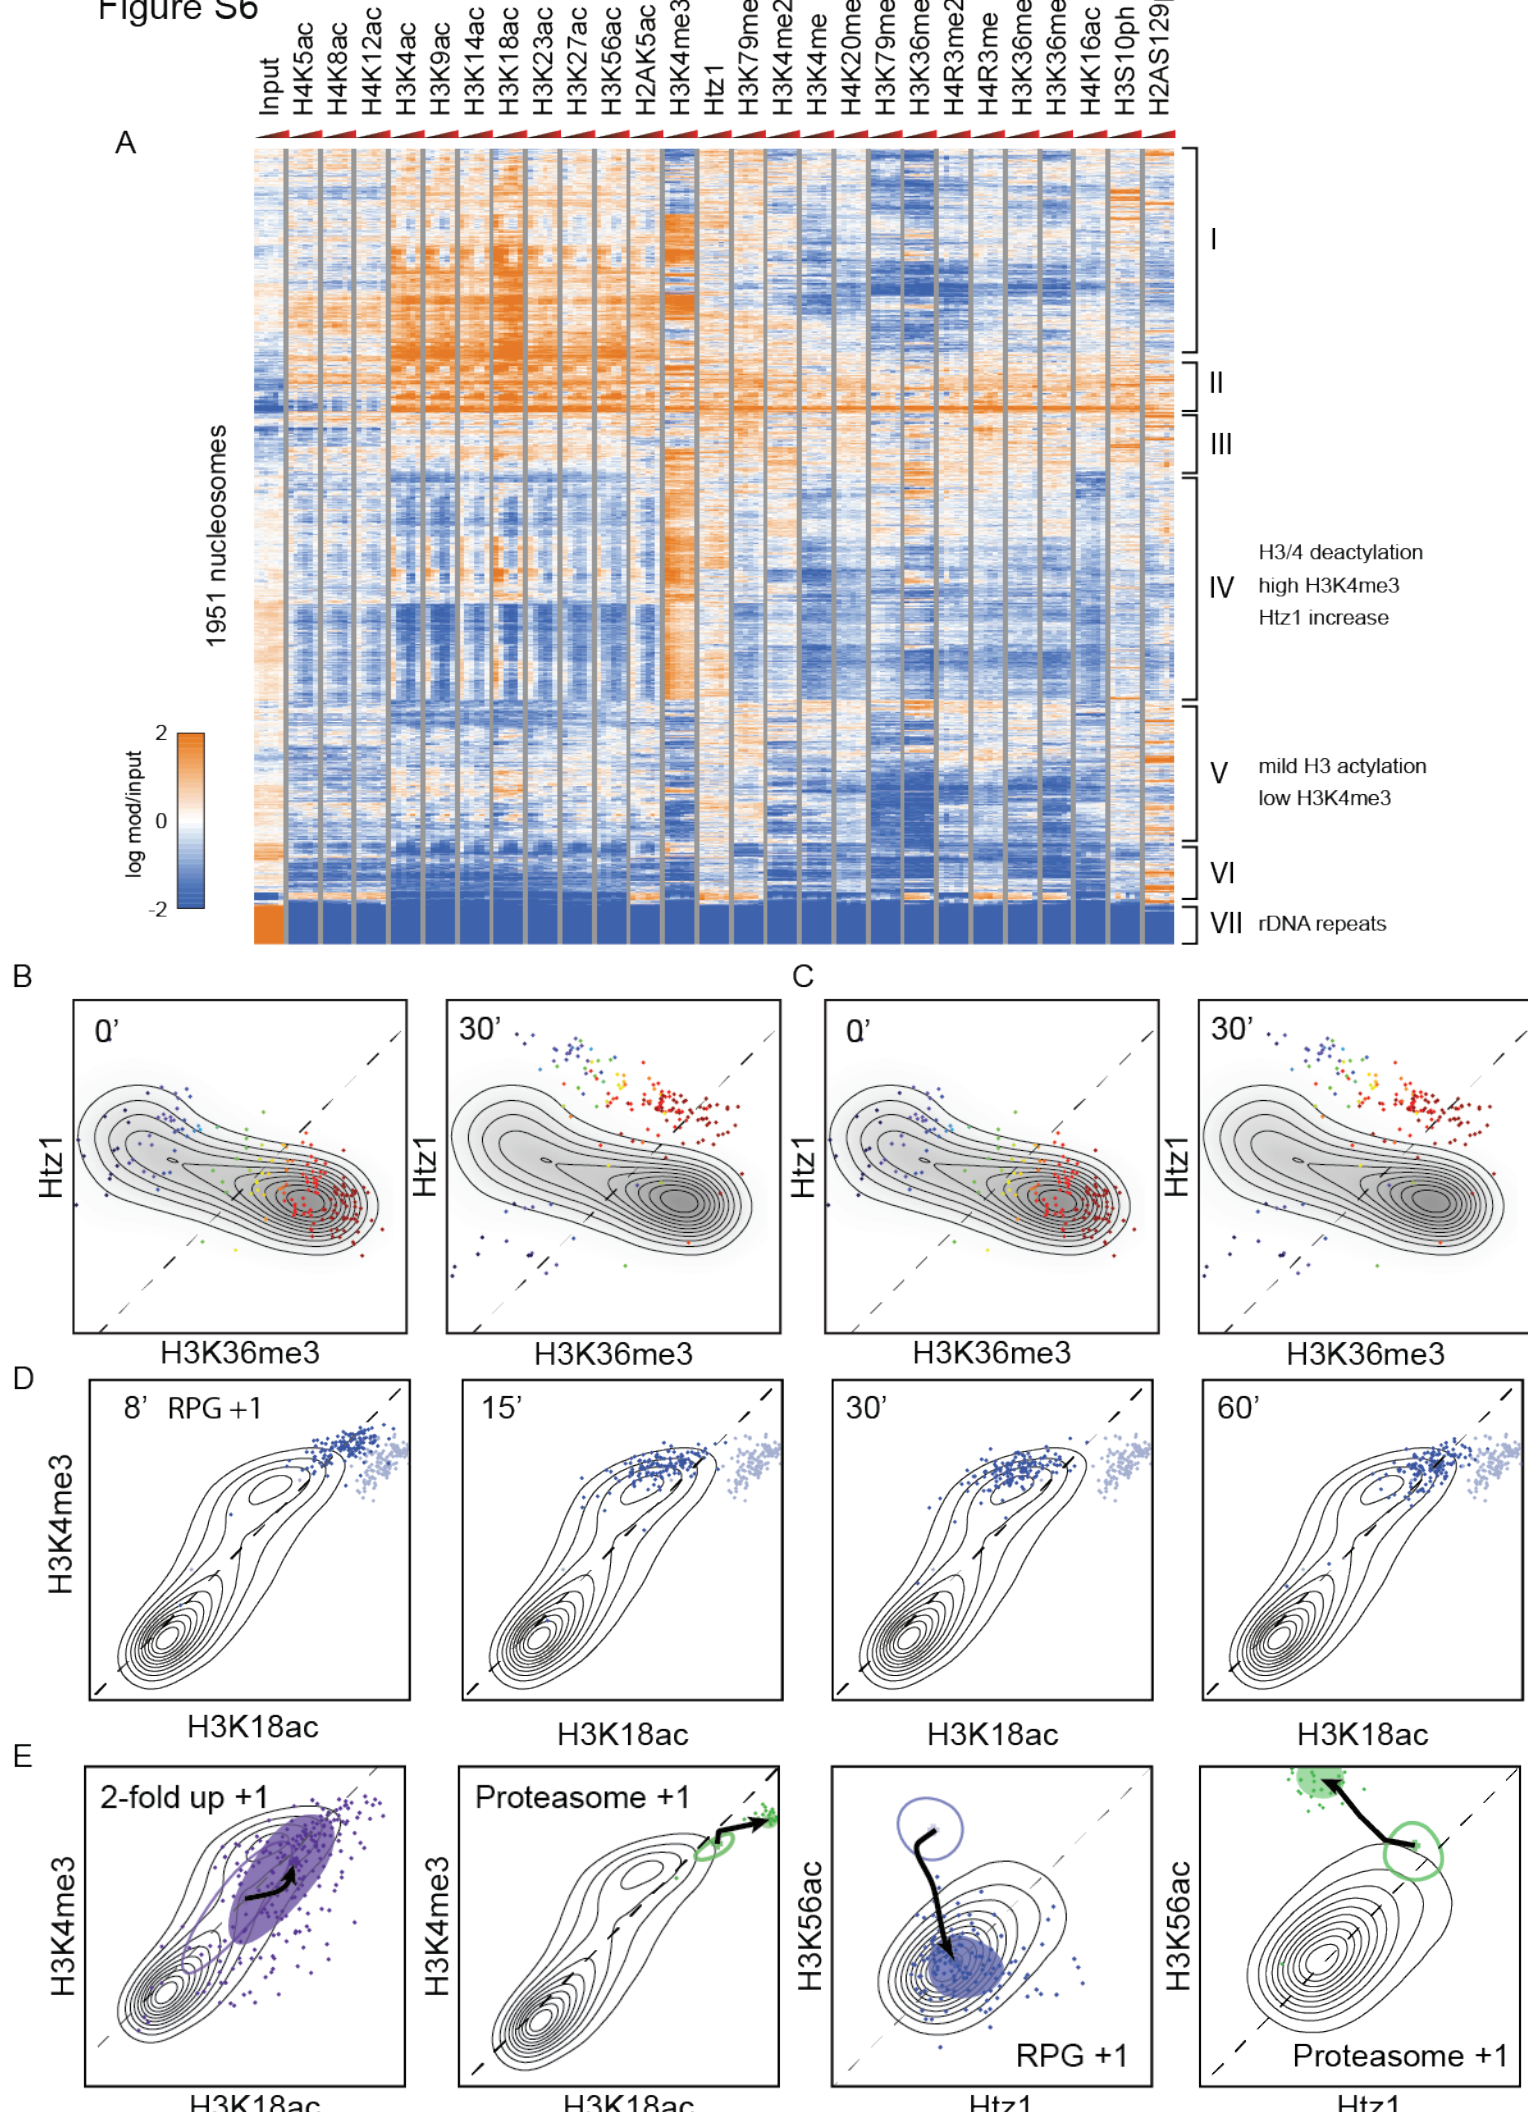 Figure S6
Input
H4K5ac
H4K8ac
H4K12ac
H3K4ac
H3K9ac
H3K14ac
H3K18ac
H3K23ac
H3K27ac
H3K56ac
H2AK5ac
H3K4me3
Htz1
H3K79me
H3K4me2
H3K4me
H4K20me
H3K79me
H3K36me
H4R3me2
H4R3me
H3K36me
H3K36me
H4K16ac
H3S10ph
H2AS129p
A
1951 nucleosomes
I
II
III
IV
H3/4 deactylation
high H3K4me3
Htz1 increase
V
mild H3 actylation
low H3K4me3
VI
VII rDNA repeats
log mod/input
2
0
-2
B
C
0’
30’
0’
30’
Htz1
Htz1
Htz1
Htz1
H3K36me3
H3K36me3
H3K36me3
H3K36me3
D
8’ RPG +1
15’
30’
60’
H3K4me3
H3K18ac
H3K18ac
H3K18ac
H3K18ac
E
2-fold up +1
Proteasome +1
RPG +1
Proteasome +1
H3K4me3
H3K4me3
H3K56ac
H3K56ac
H3K18ac
H3K18ac
Htz1
Htz1